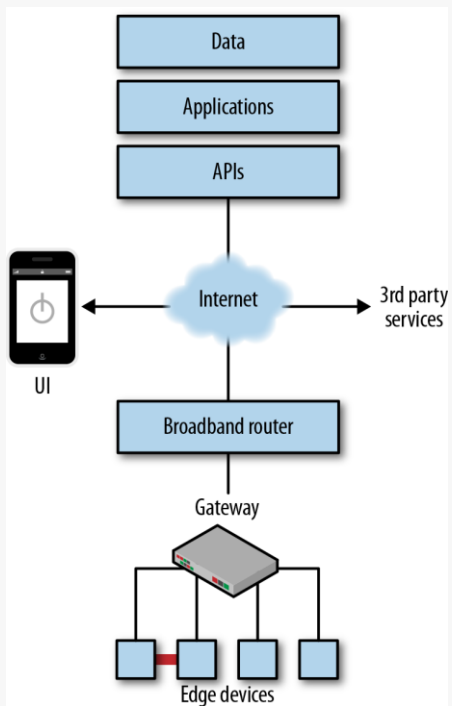 Data
Applications
APIs
Internet
3rd party
services
UI
Broadband router
Gateway
Edge devices